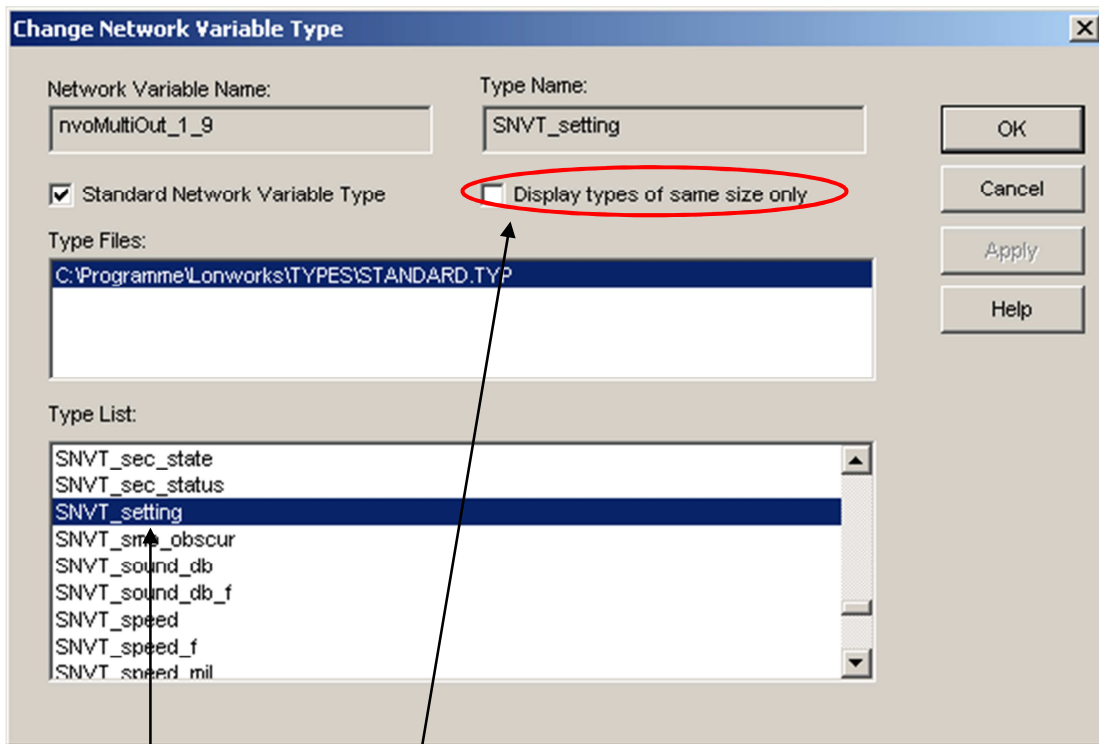 Change Network Variable Type
Network Variable Name:
Type Name:
nvoMultiOut_1_9
SNVT_setting
OK
Standard Network Variable Type
Display types of same size only
Cancel
Type Files:
Apply
C:\Programme\Lonworks\TYPES\STANDARD.TYP
Help
Type List:
SNVT_sec_state
SNVT_sec_status
SNVT_setting
SNVT_smo_obscur
SNVT_sound_db
SNVT_sound_db_f
SNVT_speed
SNVT_speed_f
SNVT_speed_mil